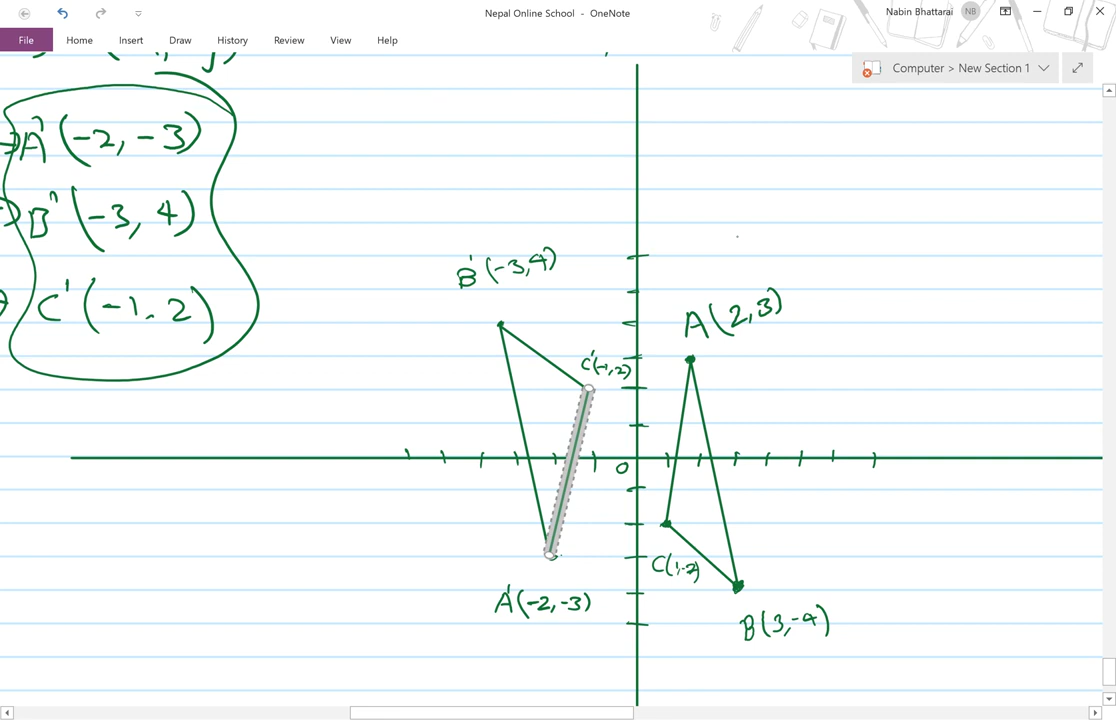 Nepal Online School - OneNote
Nabin Bhattarai NB
File Home Insert Draw History Review View Help
Computer > New Section 1
A'(-2, -3)
B'(-3, 4)
C'(-1, 2)
B'(-3,4)
A(2,3)
C'(-1,2)
O
C(1,-2)
A'(-2,-3)
B(3,-4)